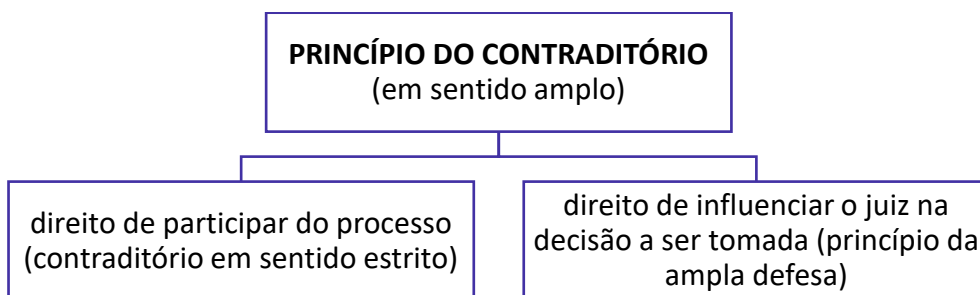 PRINCÍPIO DO CONTRADITÓRIO
(em sentido amplo)
direito de participar do processo
(contraditório em sentido estrito)
direito de influenciar o juiz na
decisão a ser tomada (princípio da
ampla defesa)